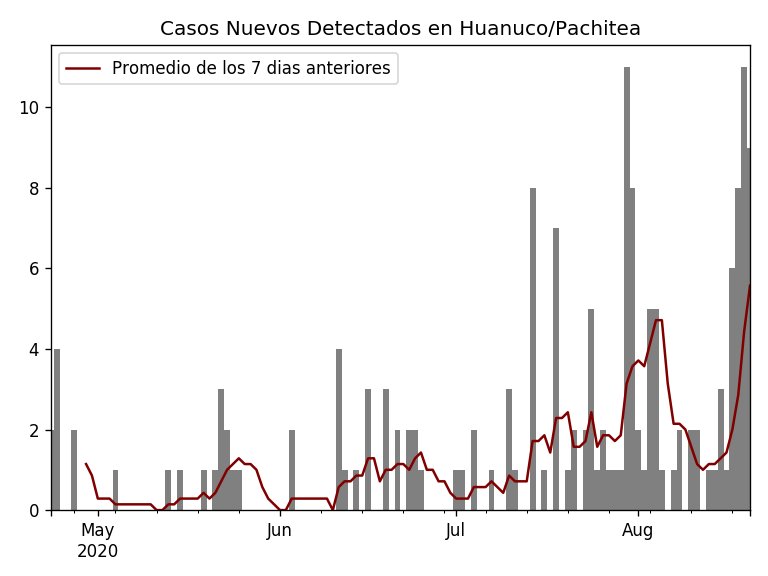 Casos Nuevos Detectados en Huanuco/Pachitea
Promedio de los 7 dias anteriores
10
8
6
4
2
0
May Jun Jul Aug
2020